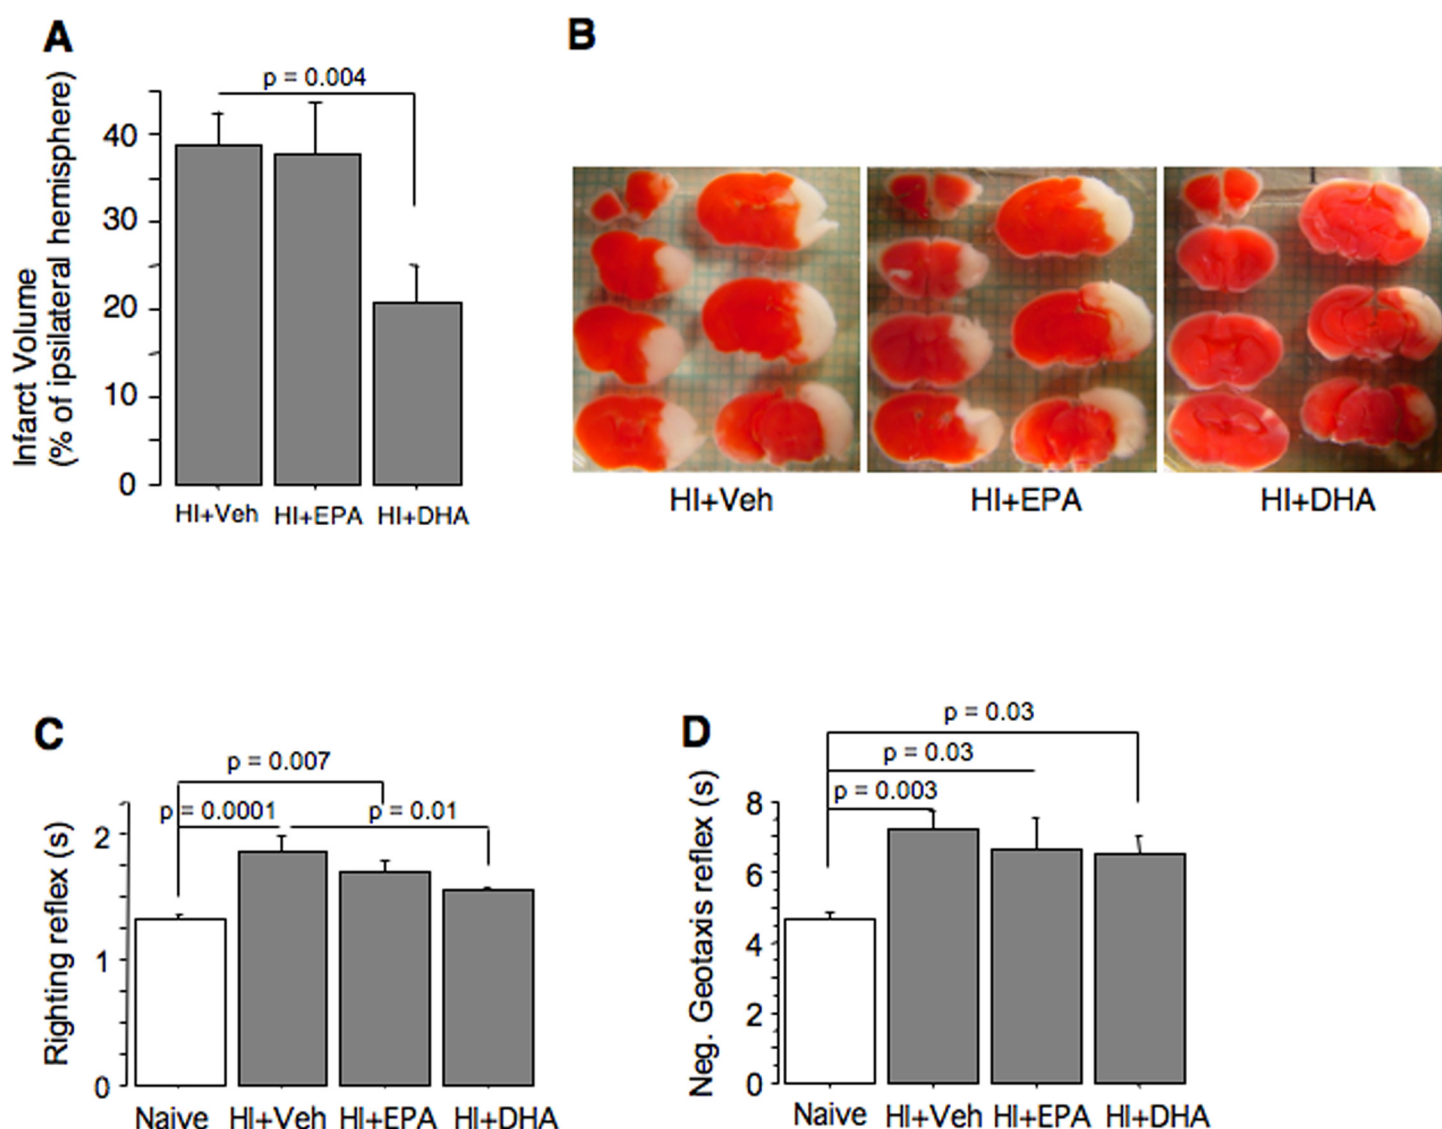 A
p = 0.004
Infarct Volume
(% of ipsilateral hemisphere)
40
30
20
10
0
HI+Veh HI+EPA HI+DHA
B
HI+Veh HI+EPA HI+DHA
C
p = 0.007
p = 0.0001 p = 0.01
Righting reflex (s)
2
1
0
Naive HI+Veh HI+EPA HI+DHA
D
p = 0.03
p = 0.03
p = 0.003
Neg. Geotaxis reflex (s)
8
6
4
2
0
Naive HI+Veh HI+EPA HI+DHA